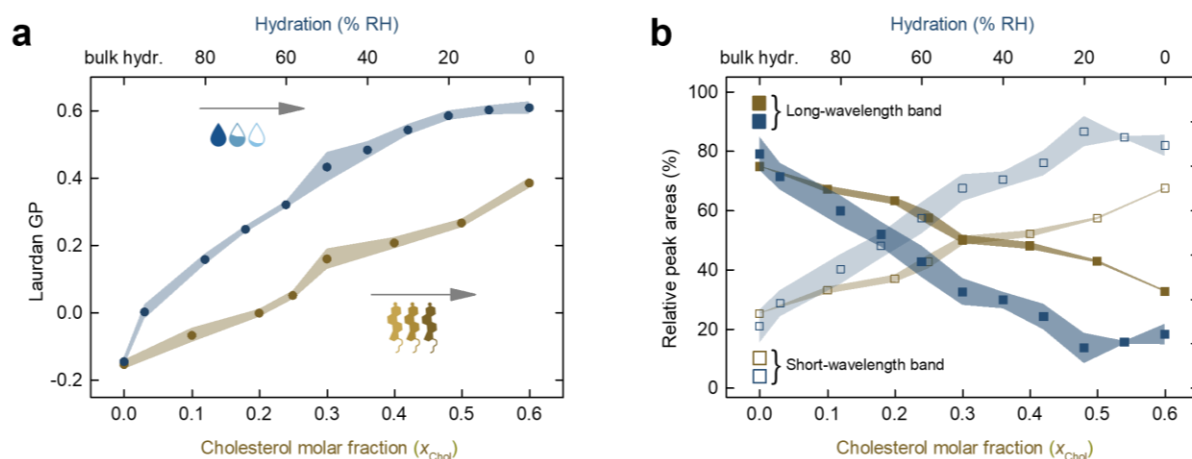 a
Hydration (% RH)
bulk hydr. 80 60 40 20 0
0.6
0.4
0.2
0.0
-0.2
Laurdan GP
0.0 0.1 0.2 0.3 0.4 0.5 0.6
Cholesterol molar fraction (xChol)
b
Hydration (% RH)
bulk hydr. 80 60 40 20 0
100
80
60
40
20
0
Relative peak areas (%)
Long-wavelength band
Short-wavelength band
0.0 0.1 0.2 0.3 0.4 0.5 0.6
Cholesterol molar fraction (xChol)